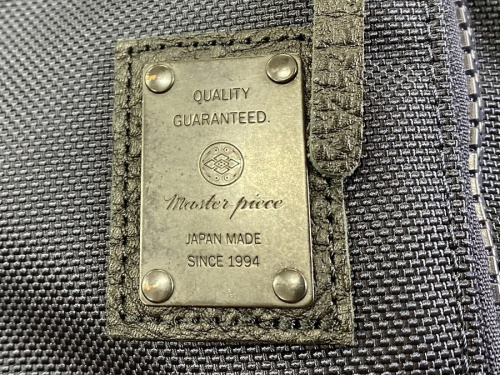 QUALITY
GUARANTEED.
Master-piece
JAPAN MADE
SINCE 1994